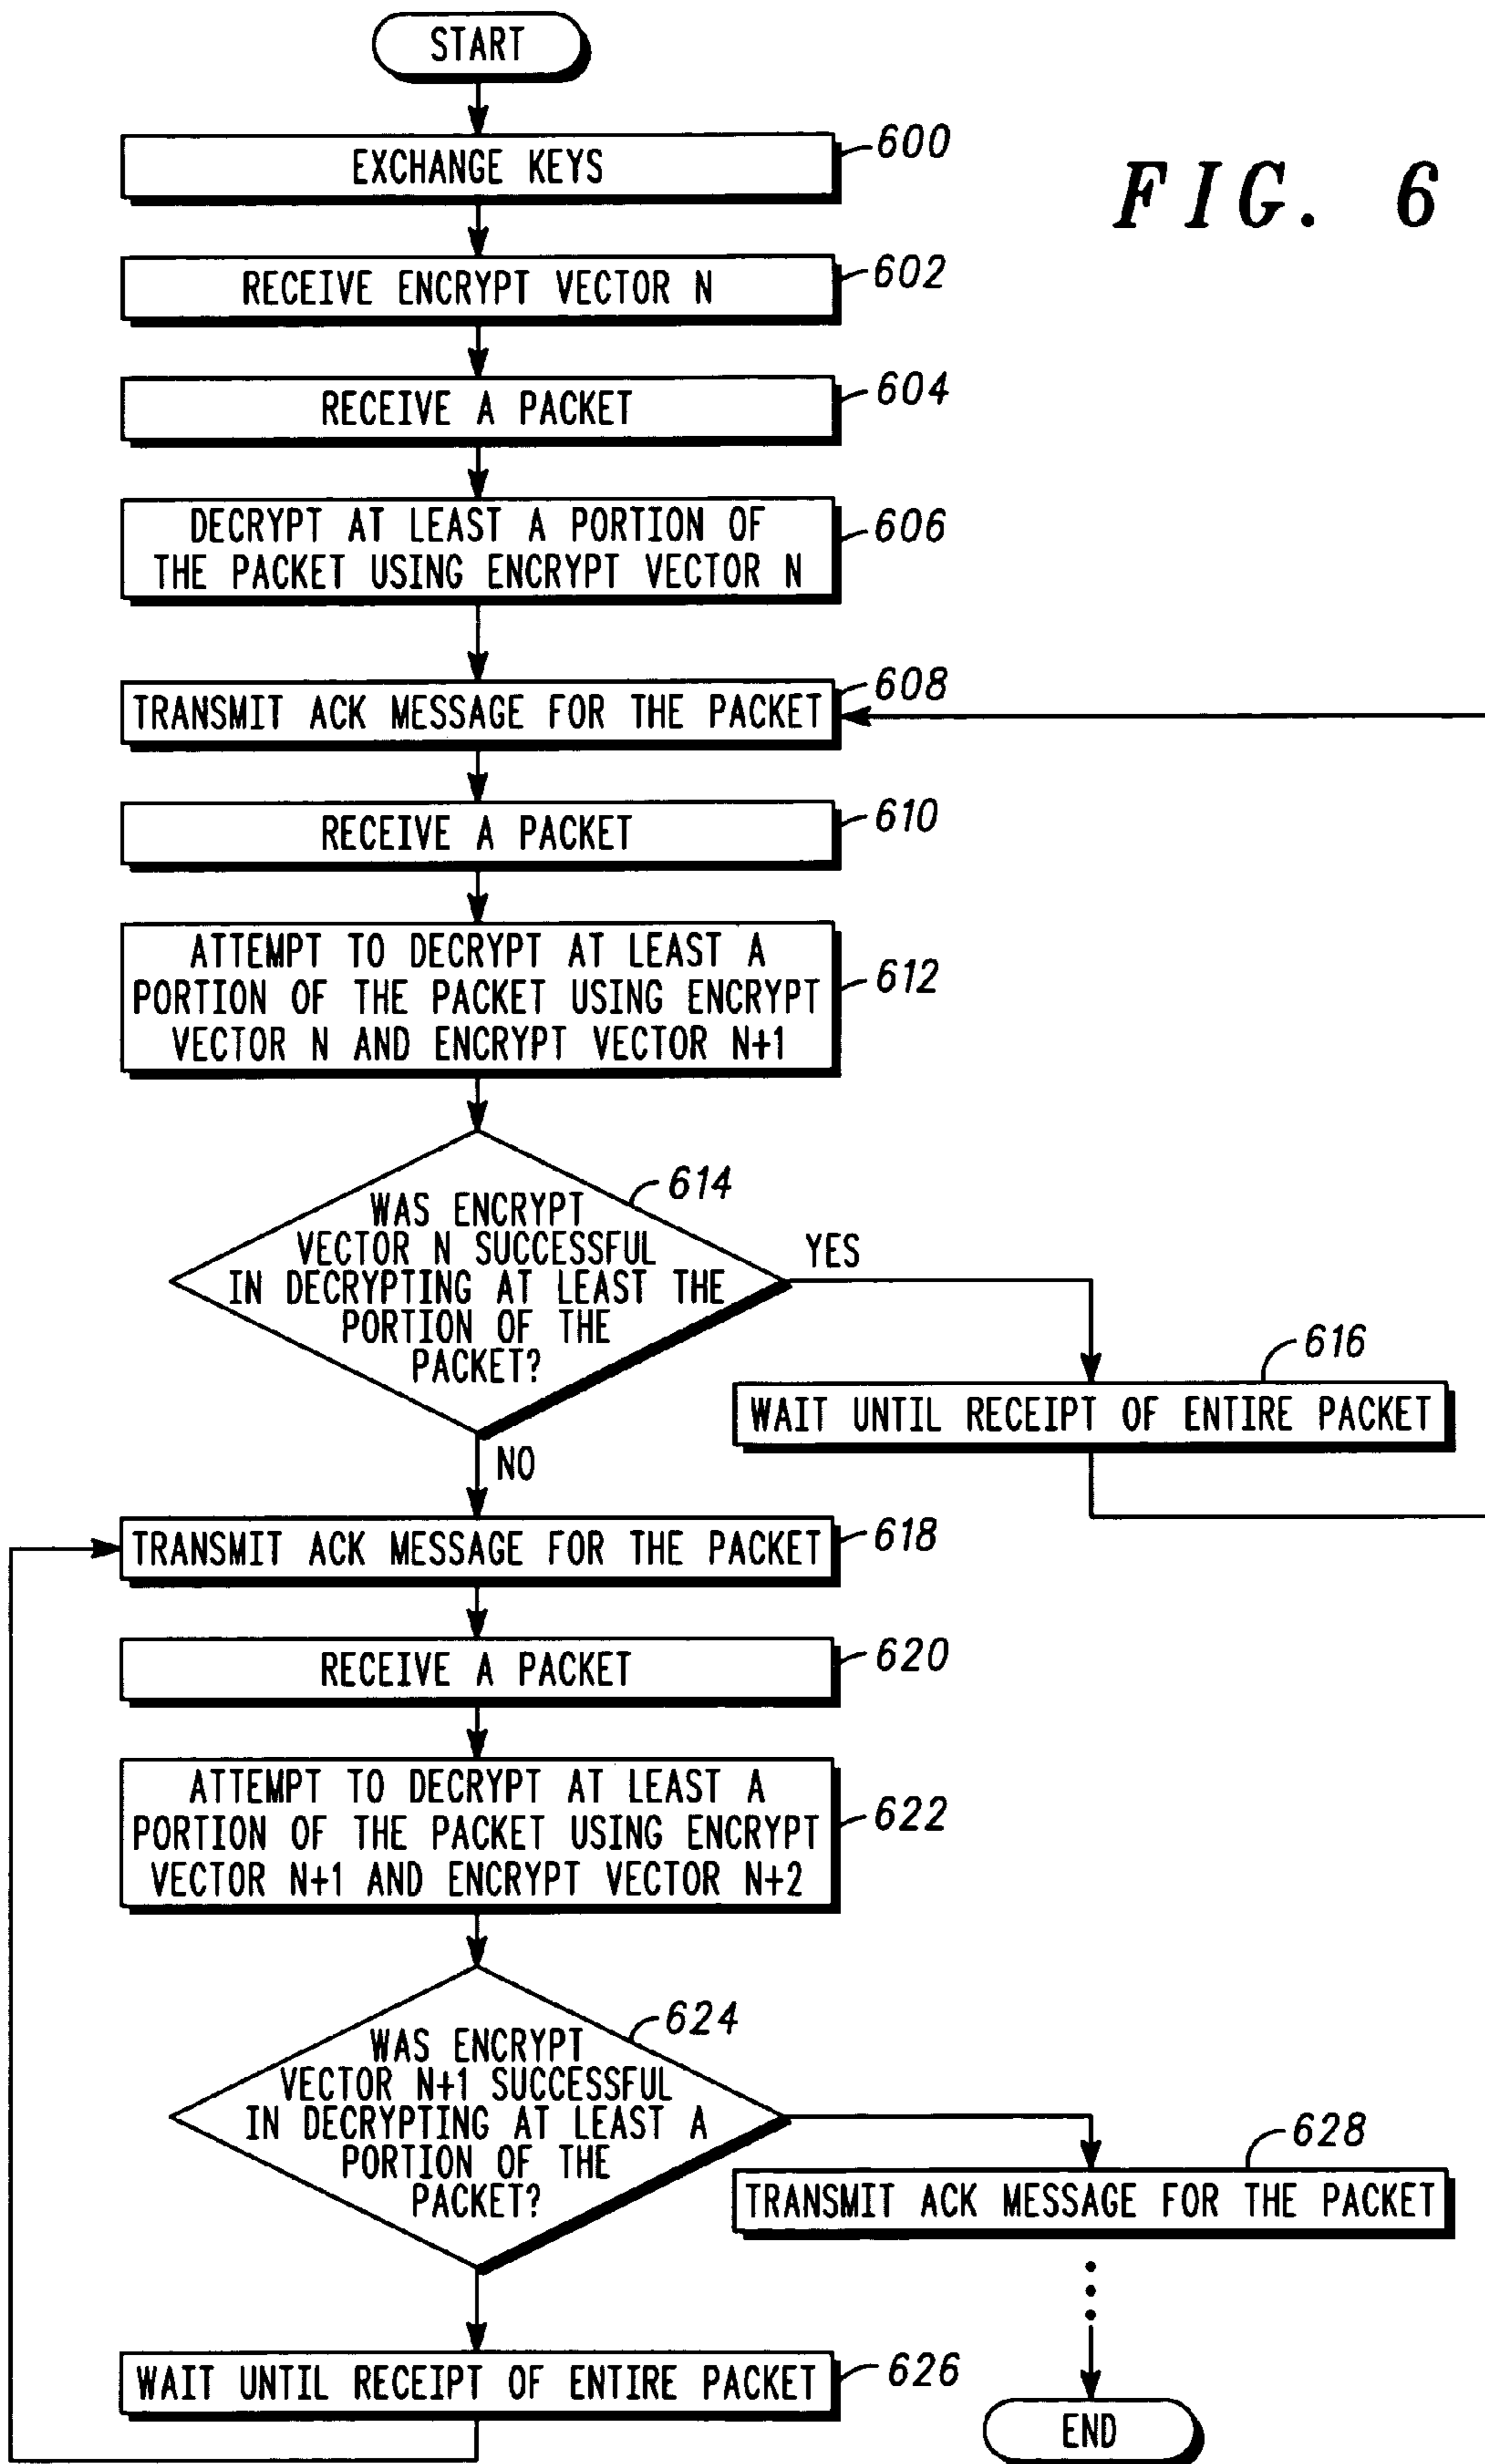 START
EXCHANGE KEYS
600
FIG. 6
RECEIVE ENCRYPT VECTOR N
602
RECEIVE A PACKET
604
DECRYPT AT LEAST A PORTION OF
THE PACKET USING ENCRYPT VECTOR N
606
TRANSMIT ACK MESSAGE FOR THE PACKET
608
RECEIVE A PACKET
610
ATTEMPT TO DECRYPT AT LEAST A
PORTION OF THE PACKET USING ENCRYPT
VECTOR N AND ENCRYPT VECTOR N+1
612
WAS ENCRYPT
VECTOR N SUCCESSFUL
IN DECRYPTING AT LEAST THE
PORTION OF THE
PACKET?
614
YES
WAIT UNTIL RECEIPT OF ENTIRE PACKET
616
NO
TRANSMIT ACK MESSAGE FOR THE PACKET
618
RECEIVE A PACKET
620
ATTEMPT TO DECRYPT AT LEAST A
PORTION OF THE PACKET USING ENCRYPT
VECTOR N+1 AND ENCRYPT VECTOR N+2
622
WAS ENCRYPT
VECTOR N+1 SUCCESSFUL
IN DECRYPTING AT LEAST A
PORTION OF THE
PACKET?
624
TRANSMIT ACK MESSAGE FOR THE PACKET
628
WAIT UNTIL RECEIPT OF ENTIRE PACKET
626
END